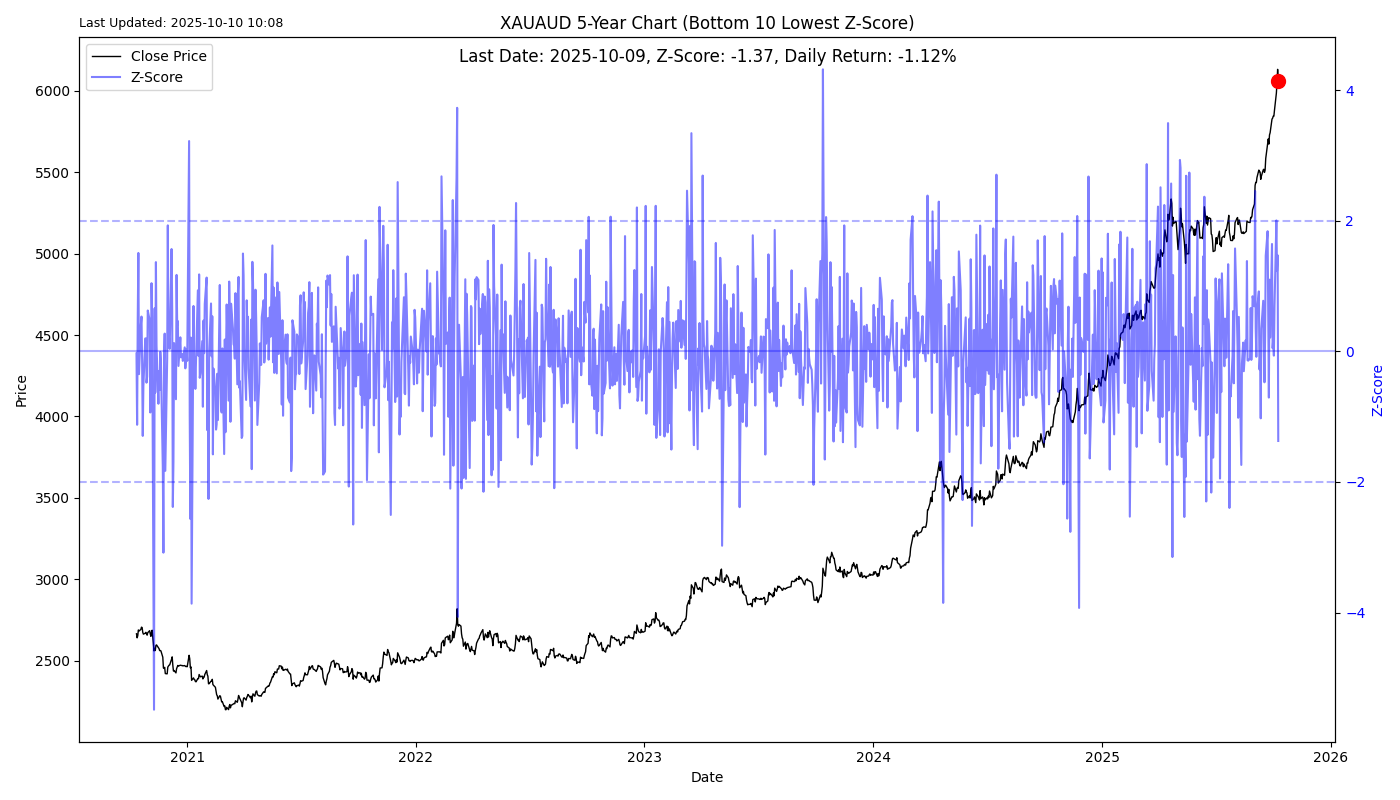 Last Updated: 2025-10-10 10:08
XAUAUD 5-Year Chart (Bottom 10 Lowest Z-Score)
Last Date: 2025-10-09, Z-Score: -1.37, Daily Return: -1.12%
Close Price
Z-Score
6000
5500
5000
4500
4000
3500
3000
2500
Price
4
2
0
−2
−4
Z-Score
2021
2022
2023
2024
2025
2026
Date